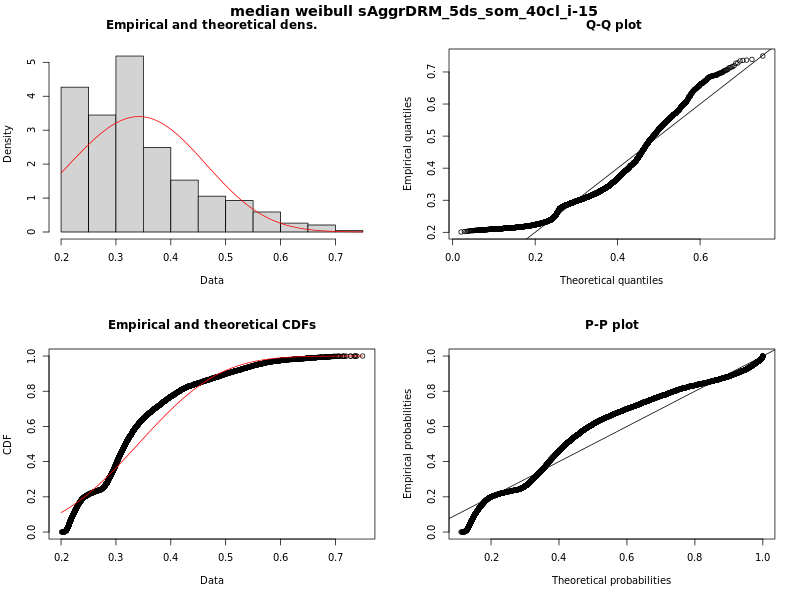 median weibull sAggrDRM_5ds_som_40cl_i-15
Empirical and theoretical dens.
Density
0 1 2 3 4 5
0.2 0.3 0.4 0.5 0.6 0.7
Data
Q-Q plot
Empirical quantiles
0.2 0.3 0.4 0.5 0.6 0.7
0.0 0.2 0.4 0.6
Theoretical quantiles
Empirical and theoretical CDFs
CDF
0.0 0.2 0.4 0.6 0.8 1.0
0.2 0.3 0.4 0.5 0.6 0.7
Data
P-P plot
Empirical probabilities
0.0 0.2 0.4 0.6 0.8 1.0
0.2 0.4 0.6 0.8 1.0
Theoretical probabilities